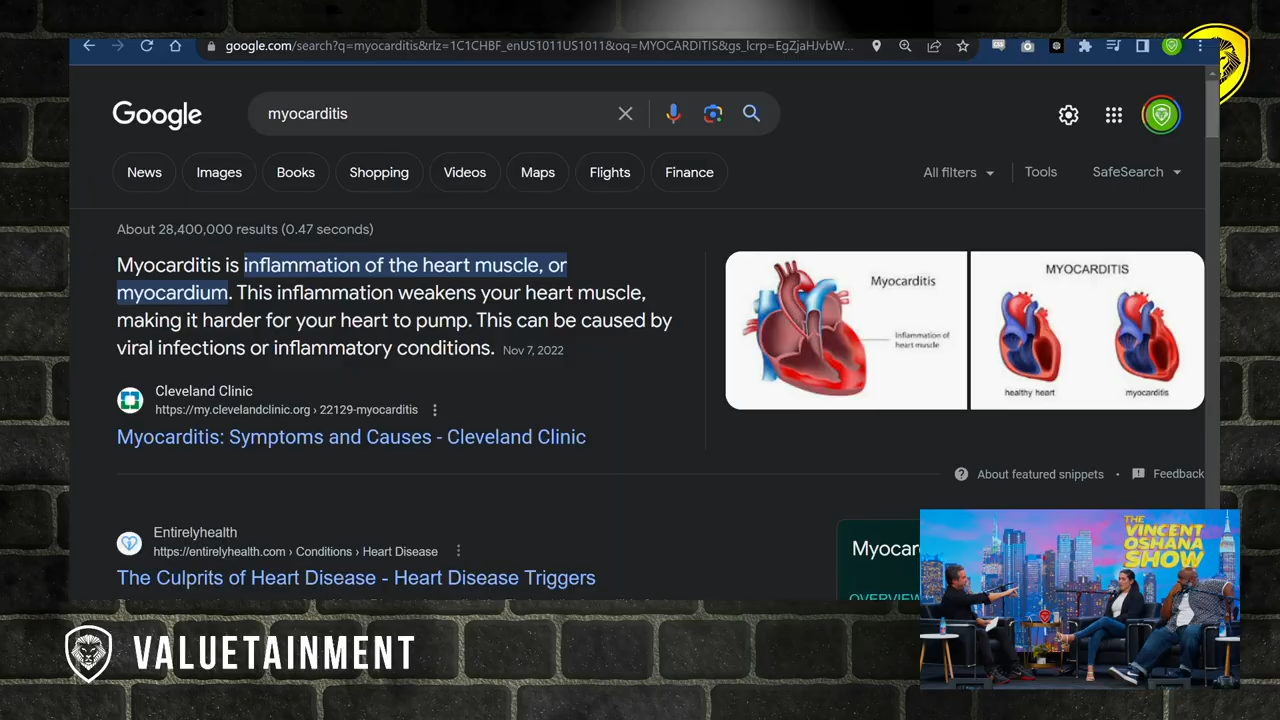 google.com/search?q=myocarditis&rlz=1C1CHBF_enUS1011US1011&oq=MYOCARDITIS&gs_lcrp=EgZjaHJvbW...
Google
myocarditis
News
Images
Books
Shopping
Videos
Maps
Flights
Finance
All filters
Tools
SafeSearch
About 28,400,000 results (0.47 seconds)
Myocarditis is inflammation of the heart muscle, or
myocardium. This inflammation weakens your heart muscle,
making it harder for your heart to pump. This can be caused by
viral infections or inflammatory conditions. Nov 7, 2022
Myocarditis
Inflammation of
heart muscle
MYOCARDITIS
healthy heart
myocarditis
Cleveland Clinic
https://my.clevelandclinic.org › 22129-myocarditis
Myocarditis: Symptoms and Causes - Cleveland Clinic
About featured snippets
•
Feedback
Entirelyhealth
https://entirelyhealth.com › Conditions › Heart Disease
The Culprits of Heart Disease - Heart Disease Triggers
Myocar
OVERVIEW
THE
VINCENT
OSHANA
SHOW
VALUETAINMENT